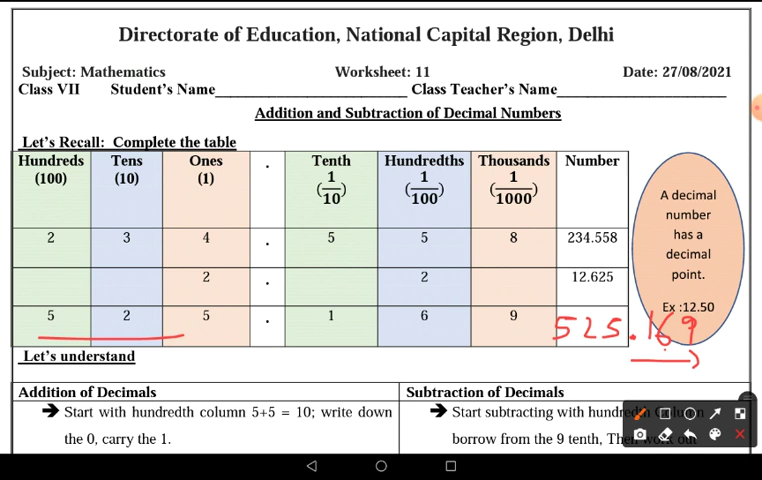 Directorate of Education, National Capital Region, Delhi
Subject: Mathematics Worksheet: 11 Date: 27/08/2021
Class VII Student's Name Class Teacher's Name
Addition and Subtraction of Decimal Numbers
Let's Recall: Complete the table
Hundreds (100) Tens (10) Ones (1) . Tenth (1/10) Hundredths (1/100) Thousands (1/1000) Number
2 3 4 . 5 5 8 234.558
2 . 2 12.625
5 2 5 . 1 6 9 525.169
A decimal
number
has a
decimal
point.
Ex :12.50
Let's understand
Addition of Decimals
➔ Start with hundredth column 5+5 = 10; write down
the 0, carry the 1.
Subtraction of Decimals
➔ Start subtracting with hundredth Column
borrow from the 9 tenth, Then work out